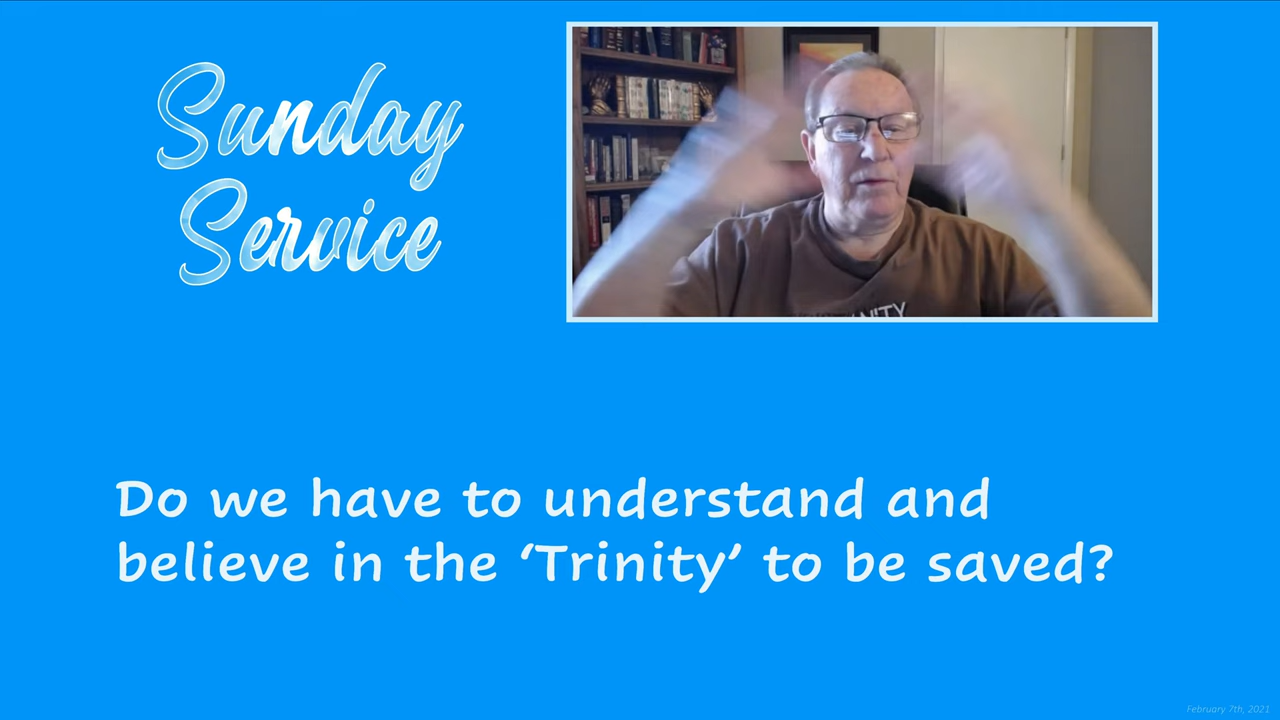 Sunday
Service
Do we have to understand and
believe in the ‘Trinity’ to be saved?
February 7th, 2021